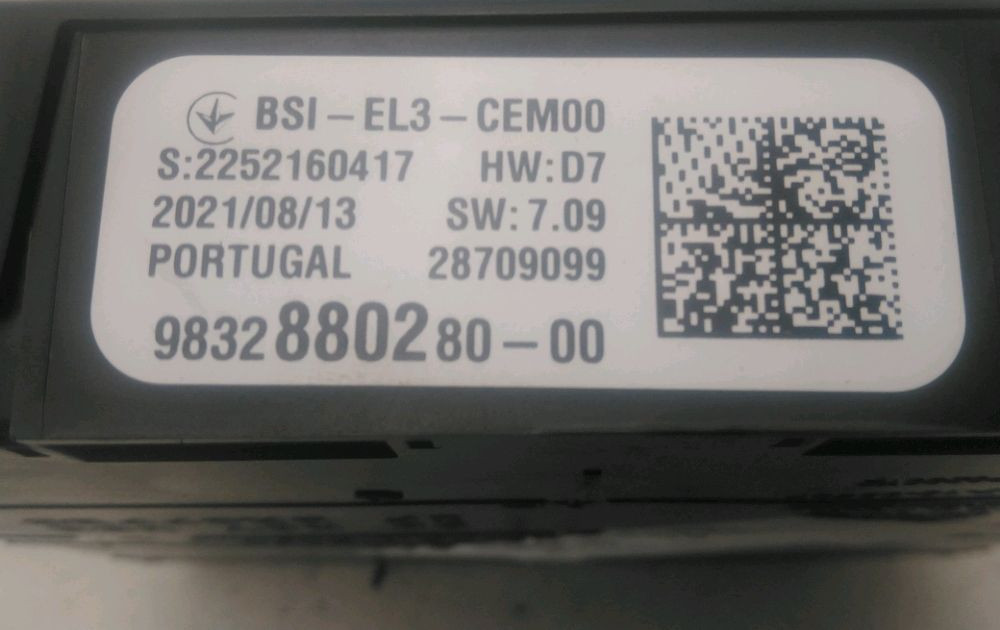 BSI – EL3 – CEM00
S:2252160417 HW:D7
2021/08/13 SW:7.09
PORTUGAL 28709099
9832880280 – 00